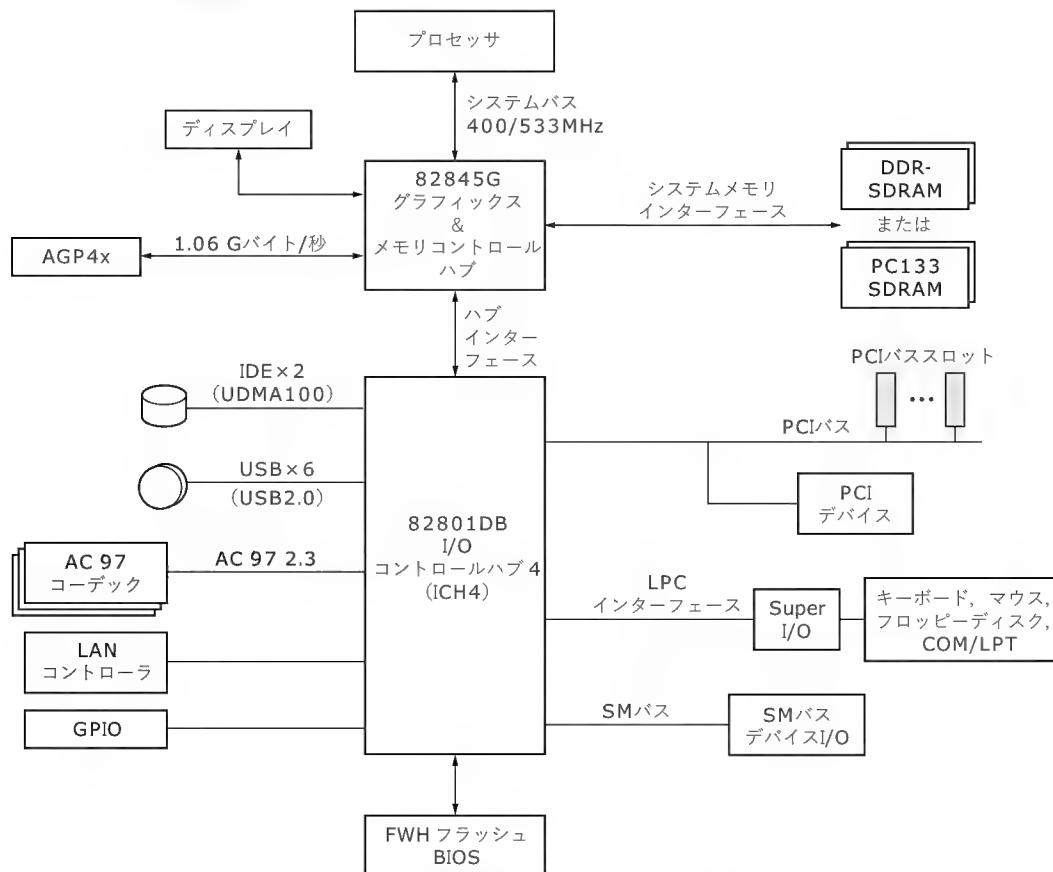 プロセッサ
システムバス
400/533MHz
ディスプレイ
82845G
グラフィックス
&
メモリコントロール
ハブ
システムメモリ
インターフェース
DDR-
SDRAM
または
PC133
SDRAM
AGP4x
1.06 Gバイト/秒
ハブ
インター
フェース
IDE×2
(UDMA100)
USB×6
(USB2.0)
AC 97
コーデック
AC 97 2.3
LAN
コントローラ
GPIO
82801DB
I/O
コントロールハブ 4
(ICH4)
PCIバススロット
…
PCIバス
PCI
デバイス
LPC
インターフェース
Super
I/O
キーボード, マウス,
フロッピーディスク,
COM/LPT
SMバス
SMバス
デバイスI/O
FWH フラッシュ
BIOS